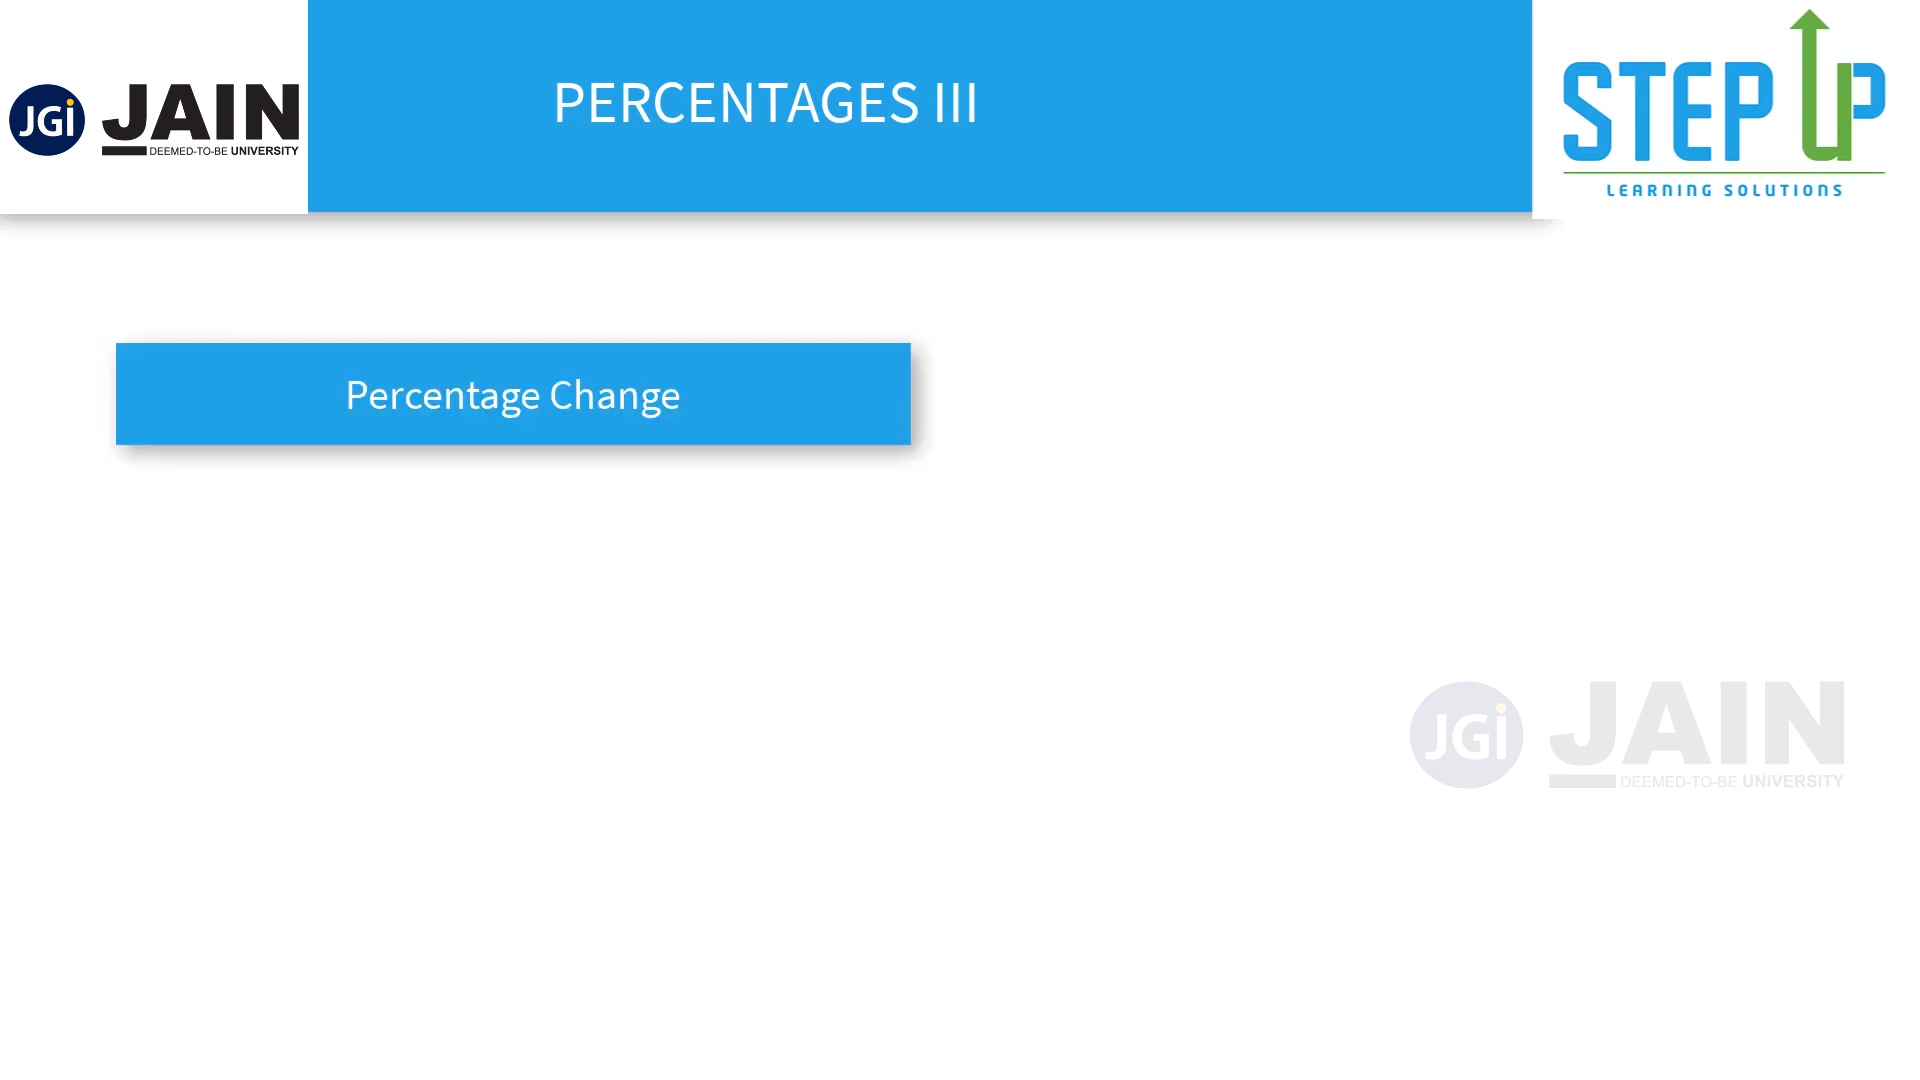 PERCENTAGES III
JGi JAIN
DEEMED-TO-BE UNIVERSITY
STEP UP
LEARNING SOLUTIONS
Percentage Change
JGi JAIN
DEEMED-TO-BE UNIVERSITY